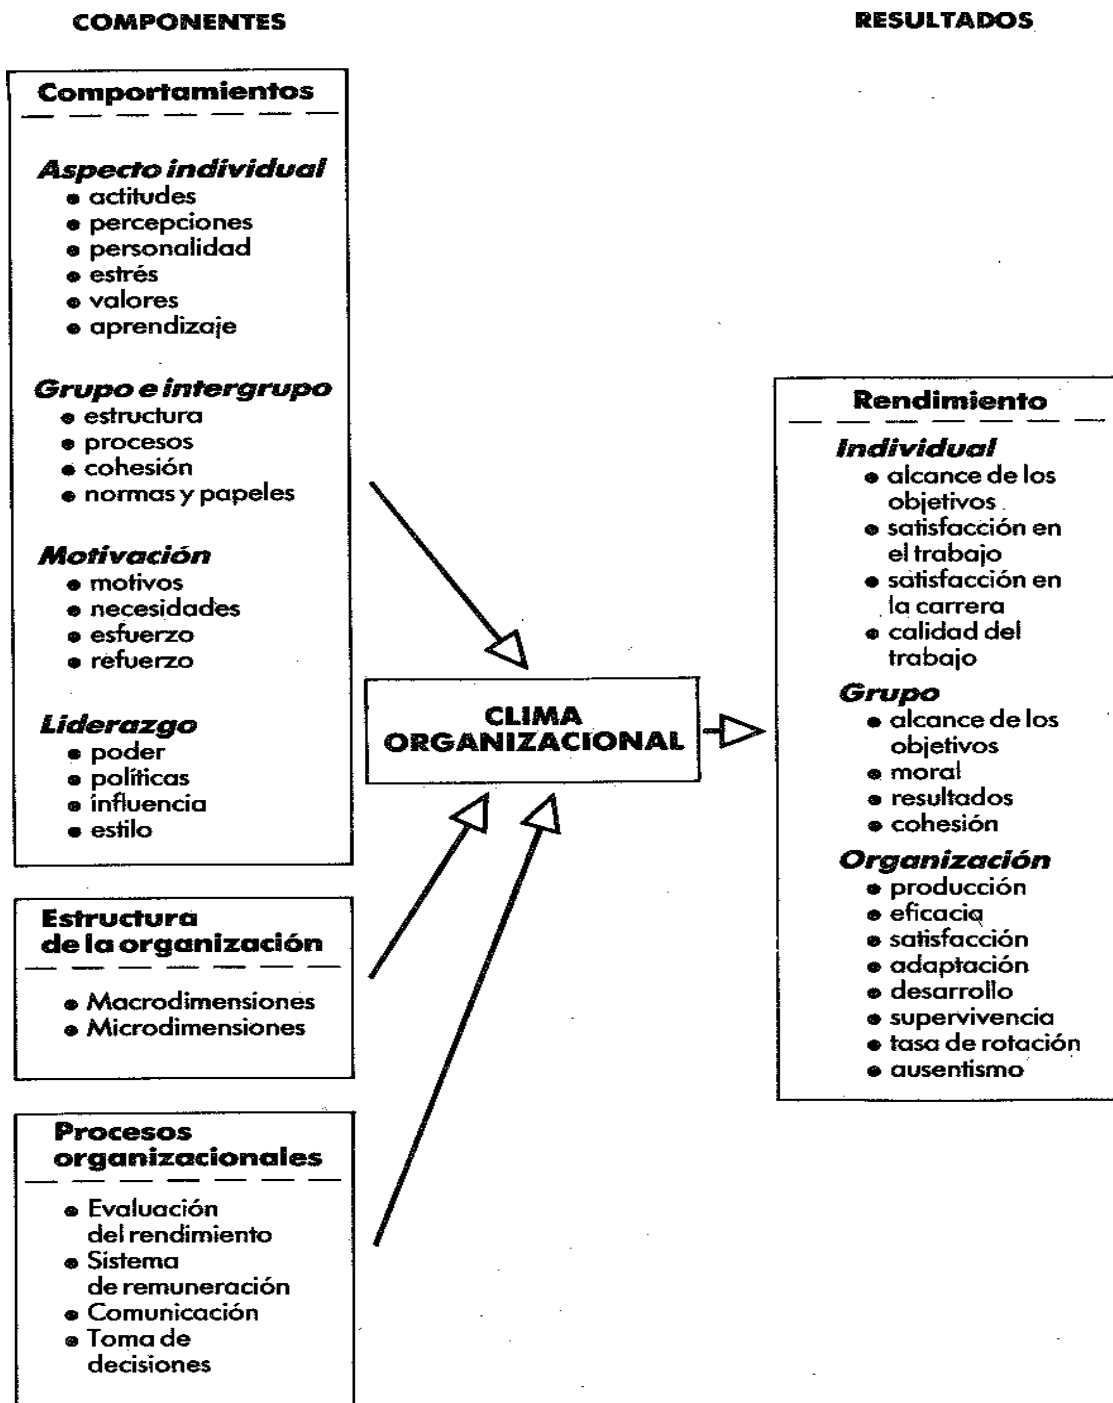 COMPONENTES
RESULTADOS
Comportamientos
Aspecto individual
• actitudes
• percepciones
• personalidad
• estrés
• valores
• aprendizaje
Grupo e intergrupo
• estructura
• procesos
• cohesión
• normas y papeles
Motivación
• motivos
• necesidades
• esfuerzo
• refuerzo
Liderazgo
• poder
• políticas
• influencia
• estilo
Estructura
de la organización
• Macrodimensiones
• Microdimensiones
Procesos
organizacionales
• Evaluación
del rendimiento
• Sistema
de remuneración
• Comunicación
• Toma de
decisiones
CLIMA
ORGANIZACIONAL
Rendimiento
Individual
• alcance de los
objetivos
• satisfacción en
el trabajo
• satisfacción en
la carrera
• calidad del
trabajo
Grupo
• alcance de los
objetivos
• moral
• resultados
• cohesión
Organización
• producción
• eficacia
• satisfacción
• adaptación
• desarrollo
• supervivencia
• tasa de rotación
• ausentismo